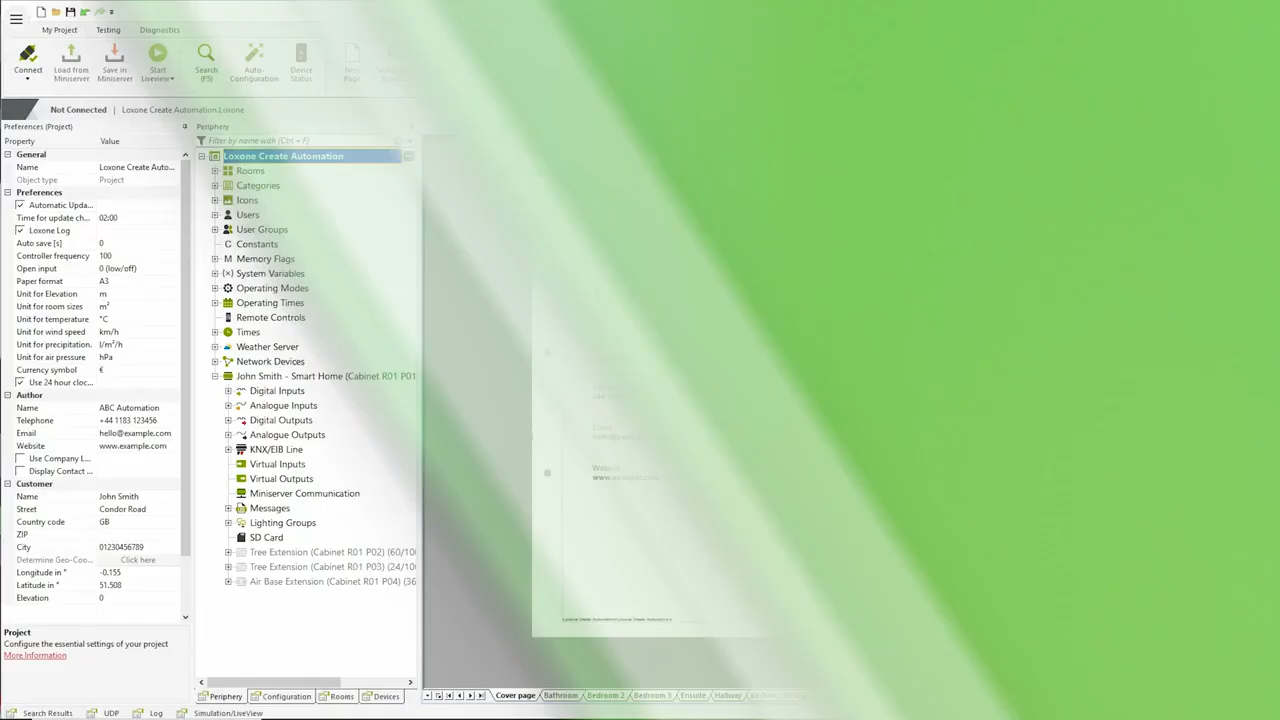 My Project Testing Diagnostics
Connect Load from Miniserver Save in Miniserver Start Liveview Search (F5) Auto-Configuration Device Status New Page
Not Connected | Loxone Create Automation.Loxone
Preferences (Project)
Property Value
General
Name Loxone Create Auto...
Object type Project
Preferences
Automatic Upda...
Time for update ch... 02:00
Loxone Log
Auto save [s] 0
Controller frequency 100
Open input 0 (low/off)
Paper format A3
Unit for Elevation m
Unit for room sizes m²
Unit for temperature °C
Unit for wind speed km/h
Unit for precipitation. l/m²/h
Unit for air pressure hPa
Currency symbol €
Use 24 hour cloc...
Author
Name ABC Automation
Telephone +44 1183 123456
Email hello@example.com
Website www.example.com
Use Company L...
Display Contact ...
Customer
Name John Smith
Street Condor Road
Country code GB
ZIP
City 01230456789
Determine Geo-Coo... Click here
Longitude in ° -0.155
Latitude in ° 51.508
Elevation 0
Project
Configure the essential settings of your project
More Information
Periphery
Filter by name with (Ctrl + F)
Loxone Create Automation
Rooms
Categories
Icons
Users
User Groups
Constants
Memory Flags
System Variables
Operating Modes
Operating Times
Remote Controls
Times
Weather Server
Network Devices
John Smith - Smart Home (Cabinet R01 P01
Digital Inputs
Analogue Inputs
Digital Outputs
Analogue Outputs
KNX/EIB Line
Virtual Inputs
Virtual Outputs
Miniserver Communication
Messages
Lighting Groups
SD Card
Tree Extension (Cabinet R01 P02) (60/100
Tree Extension (Cabinet R01 P03) (24/100
Air Base Extension (Cabinet R01 P04) (36
Periphery Configuration Rooms Devices
Email
Website
www.example.com
Cover page Bathroom Bedroom 2 Bedroom 3 Ensuite Hallway
Search Results UDP Log Simulation/LiveView